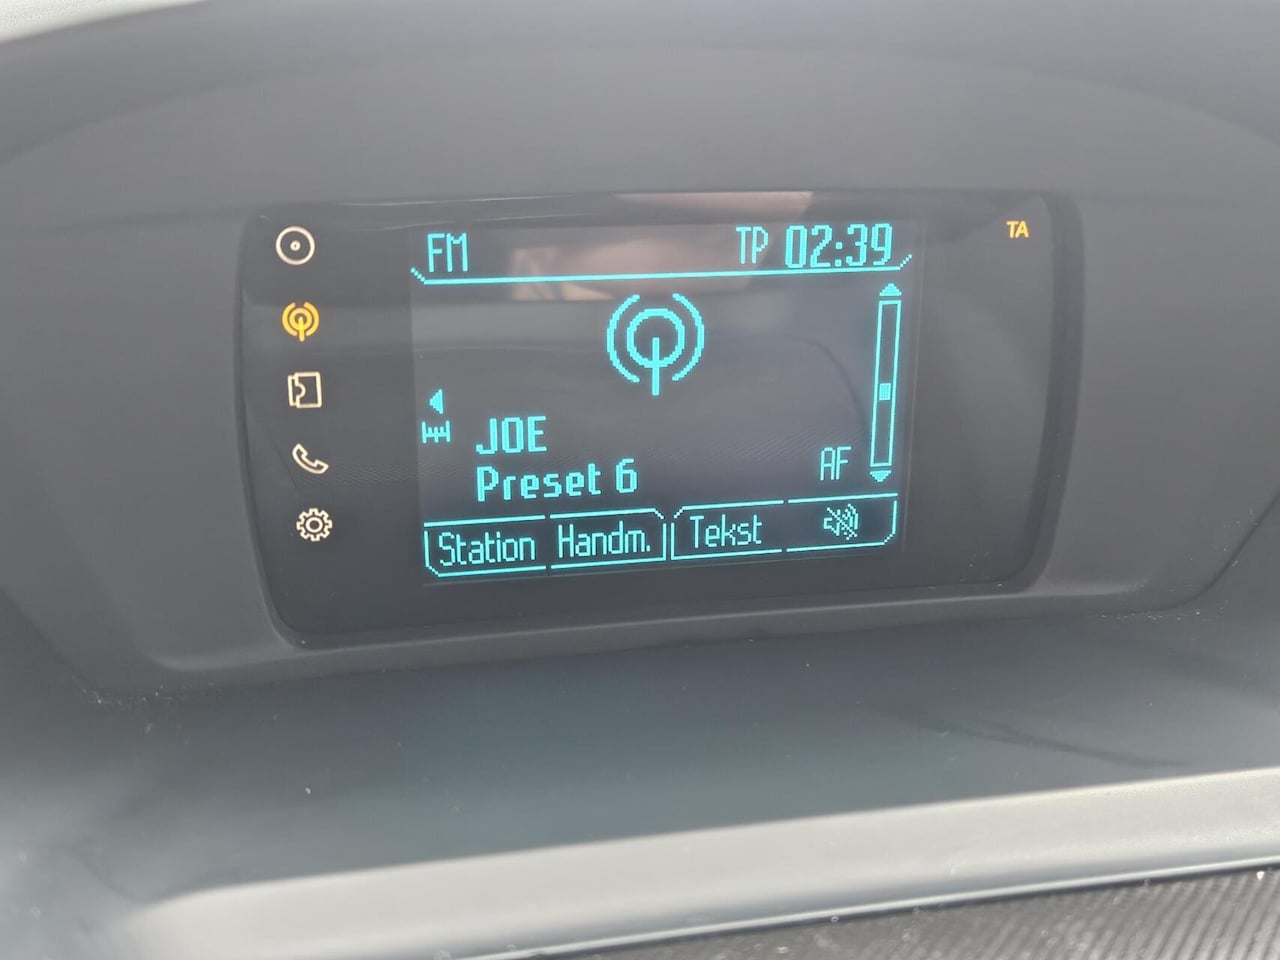 FM TP 02:39
TA
JOE
Preset 6
AF
Station Handm. Tekst